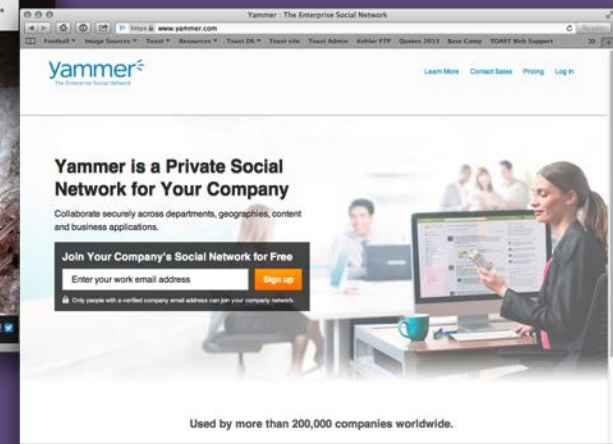 Yammer : The Enterprise Social Network
https www.yammer.com
Reader
Football Image Sources Toast Resources Toast DS Toast site Toast Admin Kohler FTP Quotes 2013 Base Camp TOAST Web Support
yammer
The Enterprise Social Network
Learn More Contact Sales Pricing Log In
Yammer is a Private Social
Network for Your Company
Collaborate securely across departments, geographies, content
and business applications.
Join Your Company's Social Network for Free
Enter your work email address
Sign up
Only people with a verified company email address can join your company network.
Used by more than 200,000 companies worldwide.